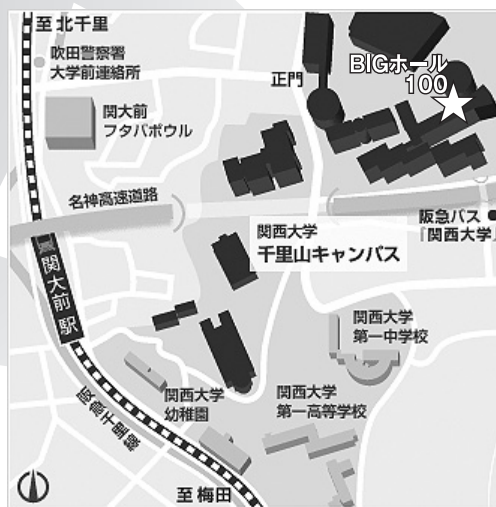 至北千里
吹田警察署
大学前連絡所
関大前
フタバボウル
正門
BIGホール
100
名神高速道路
阪急バス
「関西大学」
関西大学
千里山キャンパス
関大前駅
関西大学
第一中学校
阪急千里線
関西大学
幼稚園
関西大学
第一高等学校
至梅田